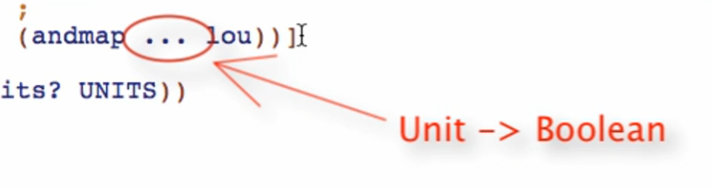 ;
(andmap ... lou))]
its? UNITS))
Unit -> Boolean